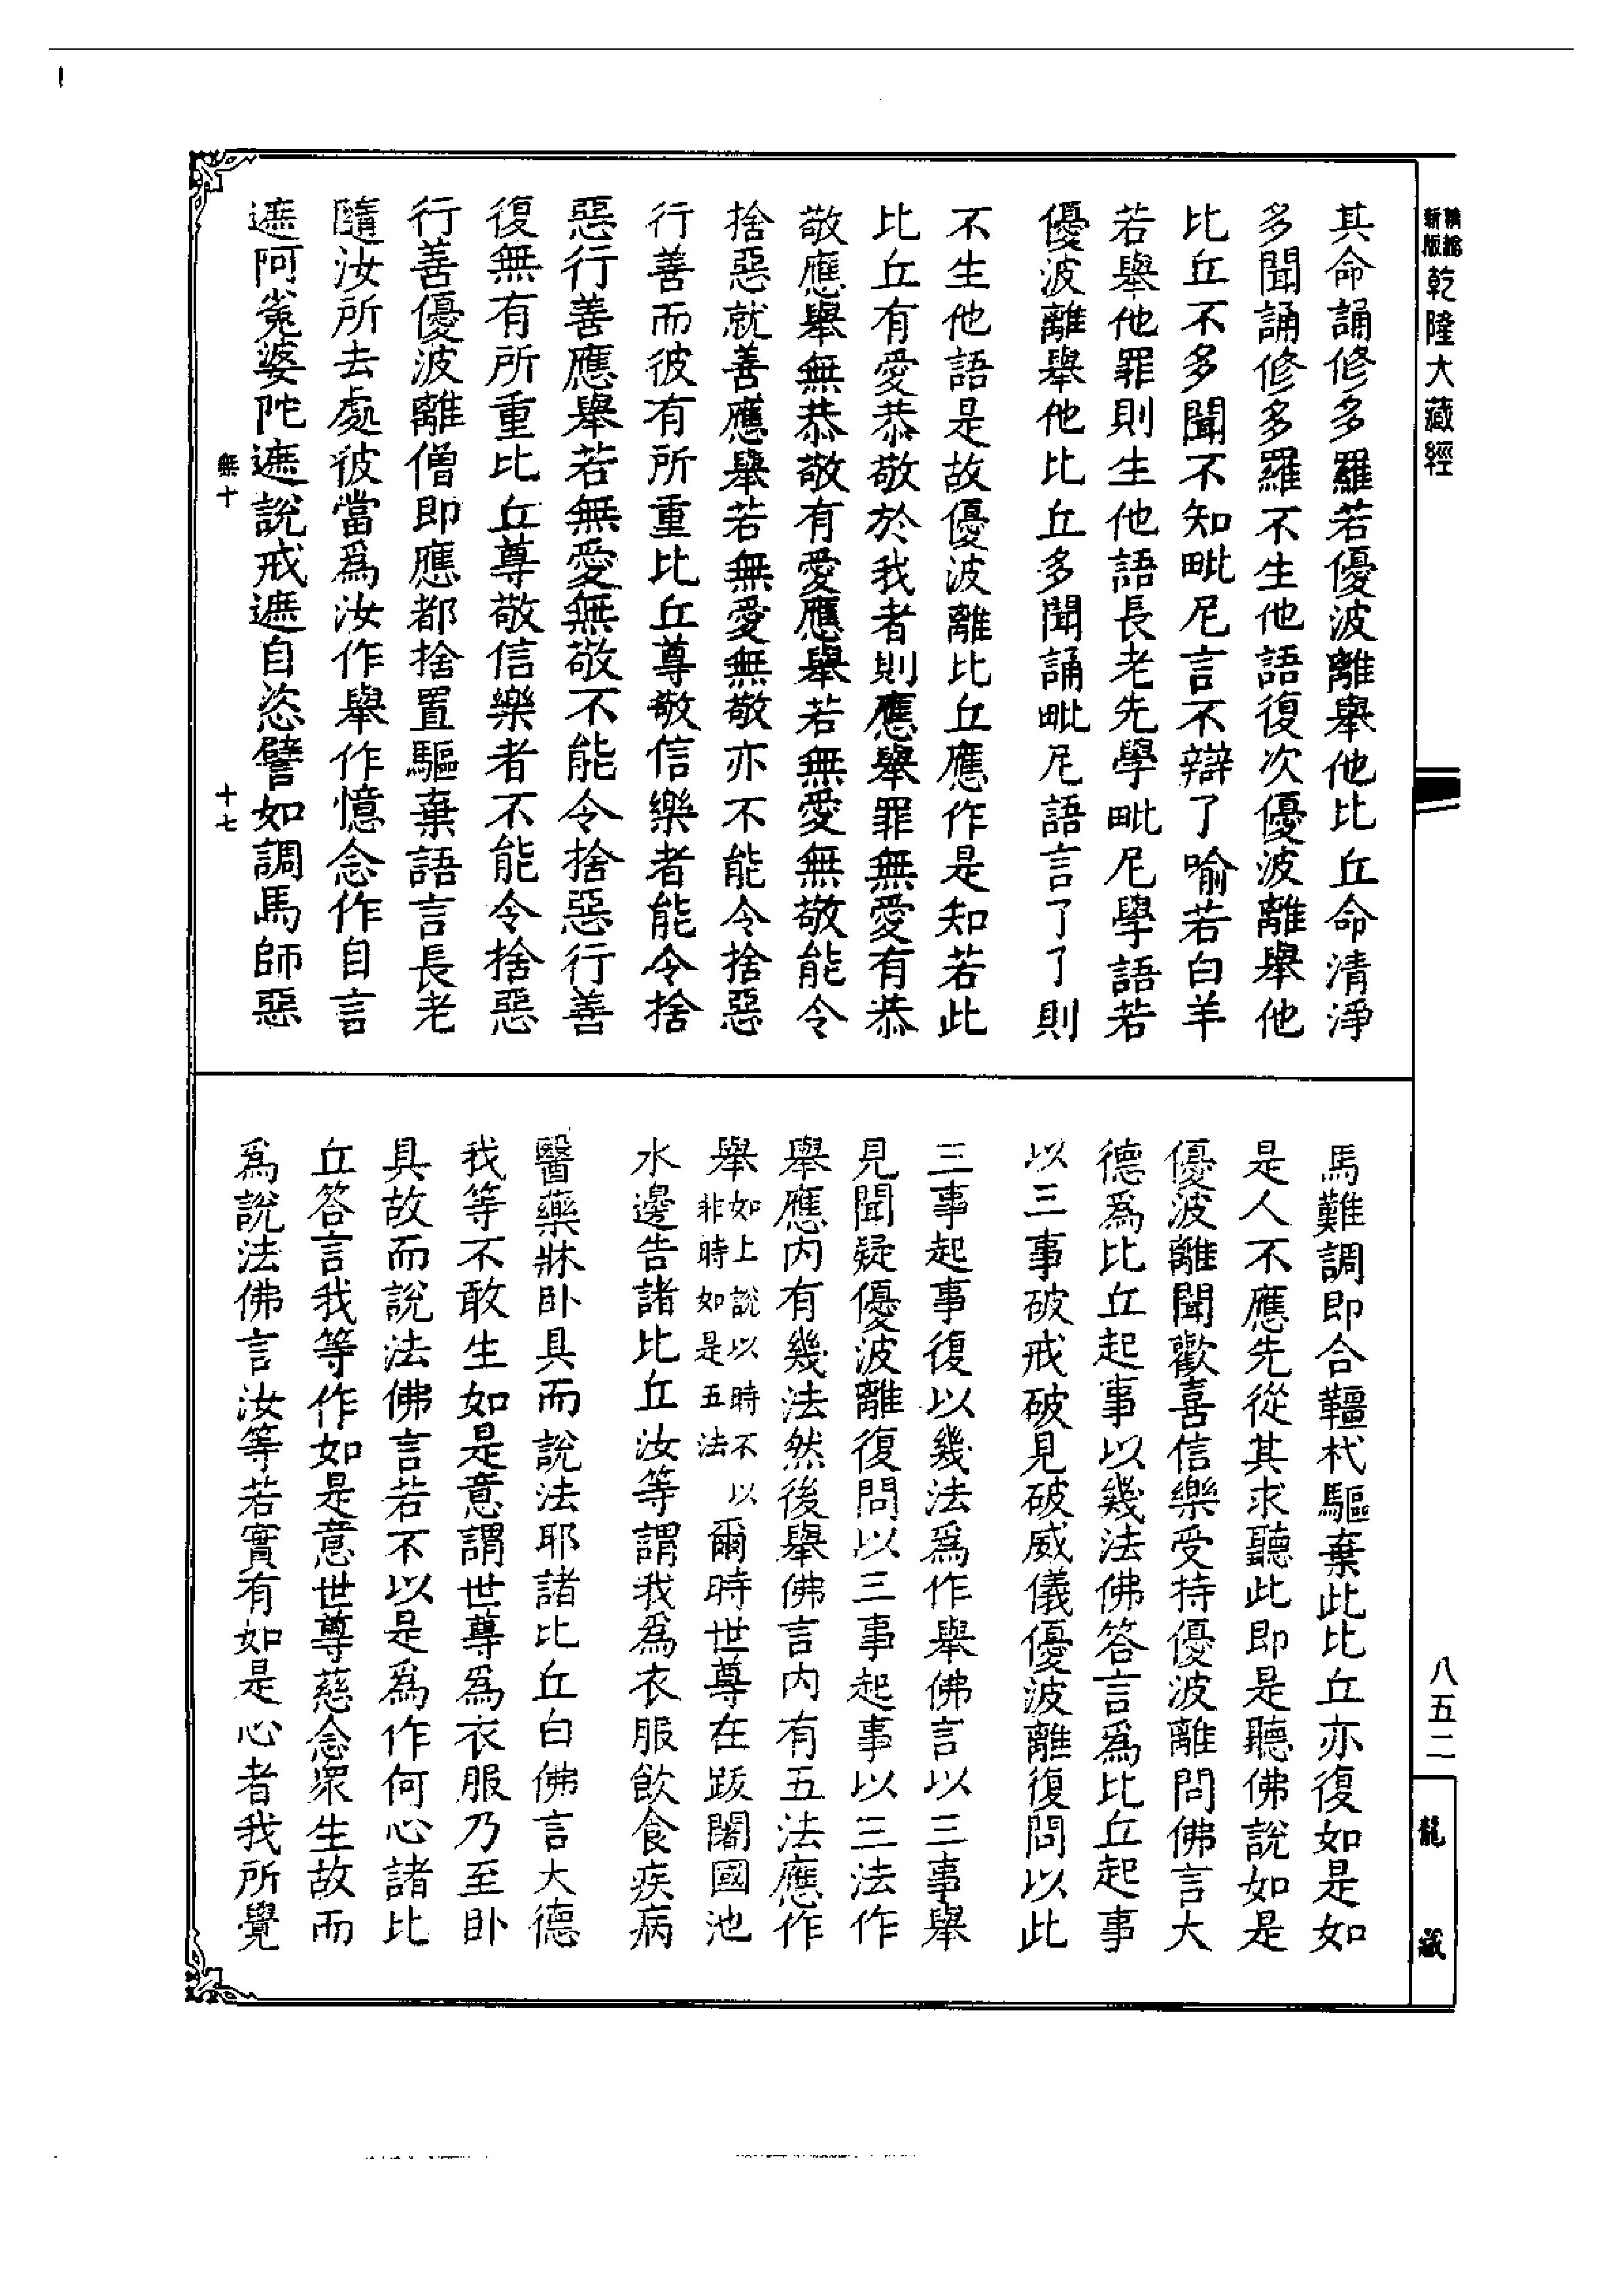 精繪新版 乾隆大藏經
八五二
龍藏
其命誦修多羅若優波離舉他比丘命清淨
多聞誦修多羅不生他語復次優波離舉他
比丘不多聞不知毗尼言不辯了喻若白羊
若舉他罪則生他語長老先學毗尼學語若
優波離舉他比丘多聞誦毗尼語言了了則
不生他語是故優波離比丘應作是知若此
比丘有愛恭敬於我者則應舉罪無愛有恭
敬應舉無恭敬有愛應舉若無愛無敬能令
捨惡就善應舉若無愛無敬亦不能令捨惡
行善而彼有所重比丘尊敬信樂者能令捨
惡行善應舉若無愛無敬不能令捨惡行善
復無有所重比丘尊敬信樂者不能令捨惡
行善優波離僧即應都捨置驅棄語言長老
隨汝所去處彼當為汝作舉作憶念作自言
遮阿㝹婆陀遮說戒遮自恣譬如調馬師惡
無十 十七
馬難調即合韁杙驅棄此比丘亦復如是如
是人不應先從其求聽此即是聽佛說如是
優波離聞歡喜信樂受持優波離問佛言大
德為比丘起事以幾法佛答言為比丘起事
以三事破戒破見破威儀優波離復問以此
三事起事復以幾法為作舉佛言以三事舉
見聞疑優波離復問以三事起事以三法作
舉應內有幾法然後舉佛言內有五法應作
舉如上說以時不以非時如是五法爾時世尊在跋闍國池
水邊告諸比丘汝等謂我為衣服飲食疾病
醫藥牀臥具而說法耶諸比丘白佛言大德
我等不敢生如是意謂世尊為衣服乃至臥
具故而說法佛言若不以是為作何心諸比
丘答言我等作如是意世尊慈念眾生故而
為說法佛言汝等若實有如是心者我所覺